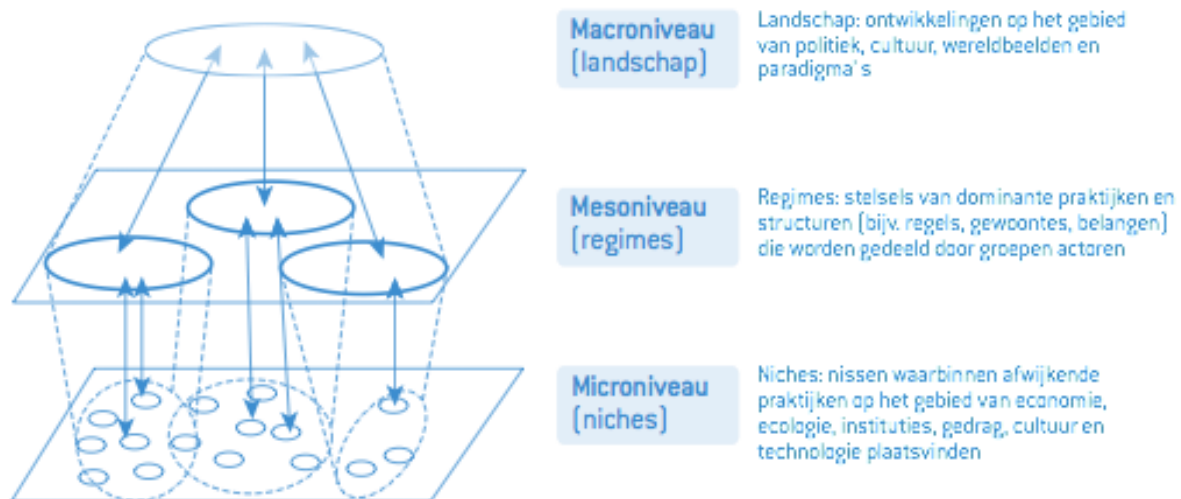 Macroniveau
(landschap)
Landschap: ontwikkelingen op het gebied
van politiek, cultuur, wereldbeelden en
paradigma's
Mesoniveau
(regimes)
Regimes: stelsels van dominante praktijken en
structuren (bijv. regels, gewoontes, belangen)
die worden gedeeld door groepen actoren
Microniveau
(niches)
Niches: nissen waarbinnen afwijkende
praktijken op het gebied van economie,
ecologie, instituties, gedrag, cultuur en
technologie plaatsvinden